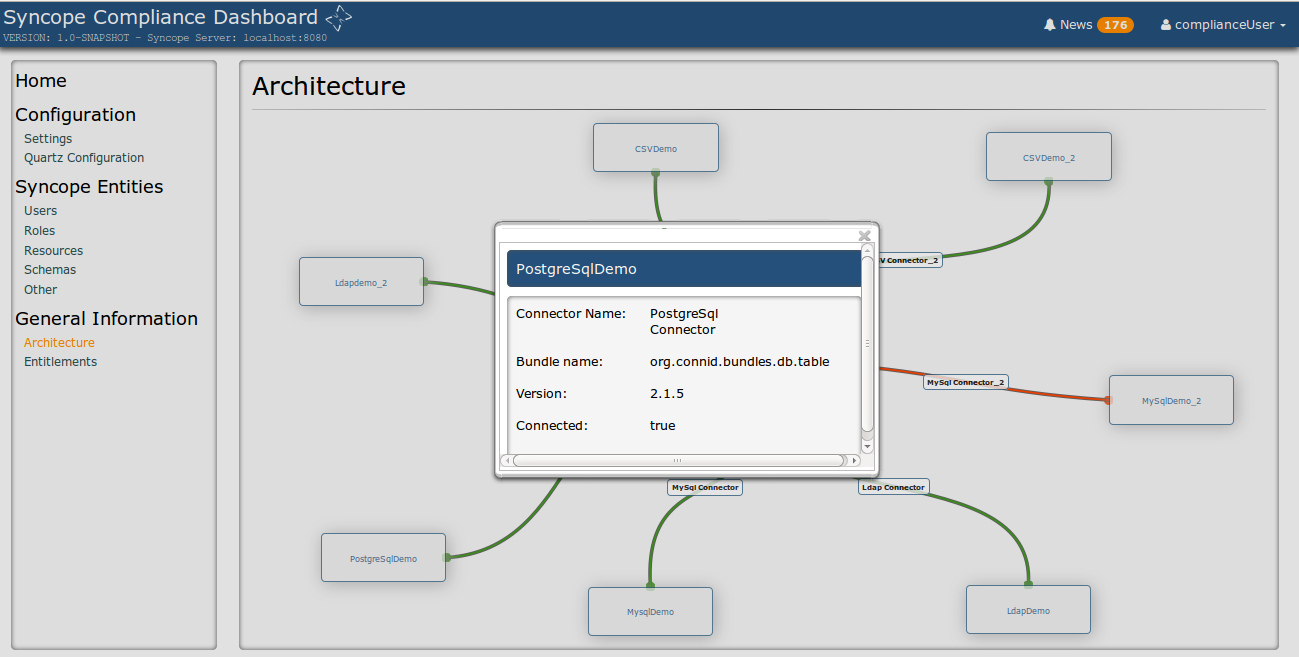 Syncope Compliance Dashboard
VERSION: 1.0-SNAPSHOT - Syncope Server: localhost:8080
News 176
complianceUser
Home
Configuration
Settings
Quartz Configuration
Syncope Entities
Users
Roles
Resources
Schemas
Other
General Information
Architecture
Entitlements
Architecture
CSVDemo
CSVDemo_2
V Connector_2
Ldapdemo_2
PostgreSqlDemo
Connector Name: PostgreSql
Connector
Bundle name: org.connid.bundles.db.table
Version: 2.1.5
Connected: true
MySql Connector_2
MySqlDemo_2
MySql Connector
Ldap Connector
PostgreSqlDemo
MysqlDemo
LdapDemo